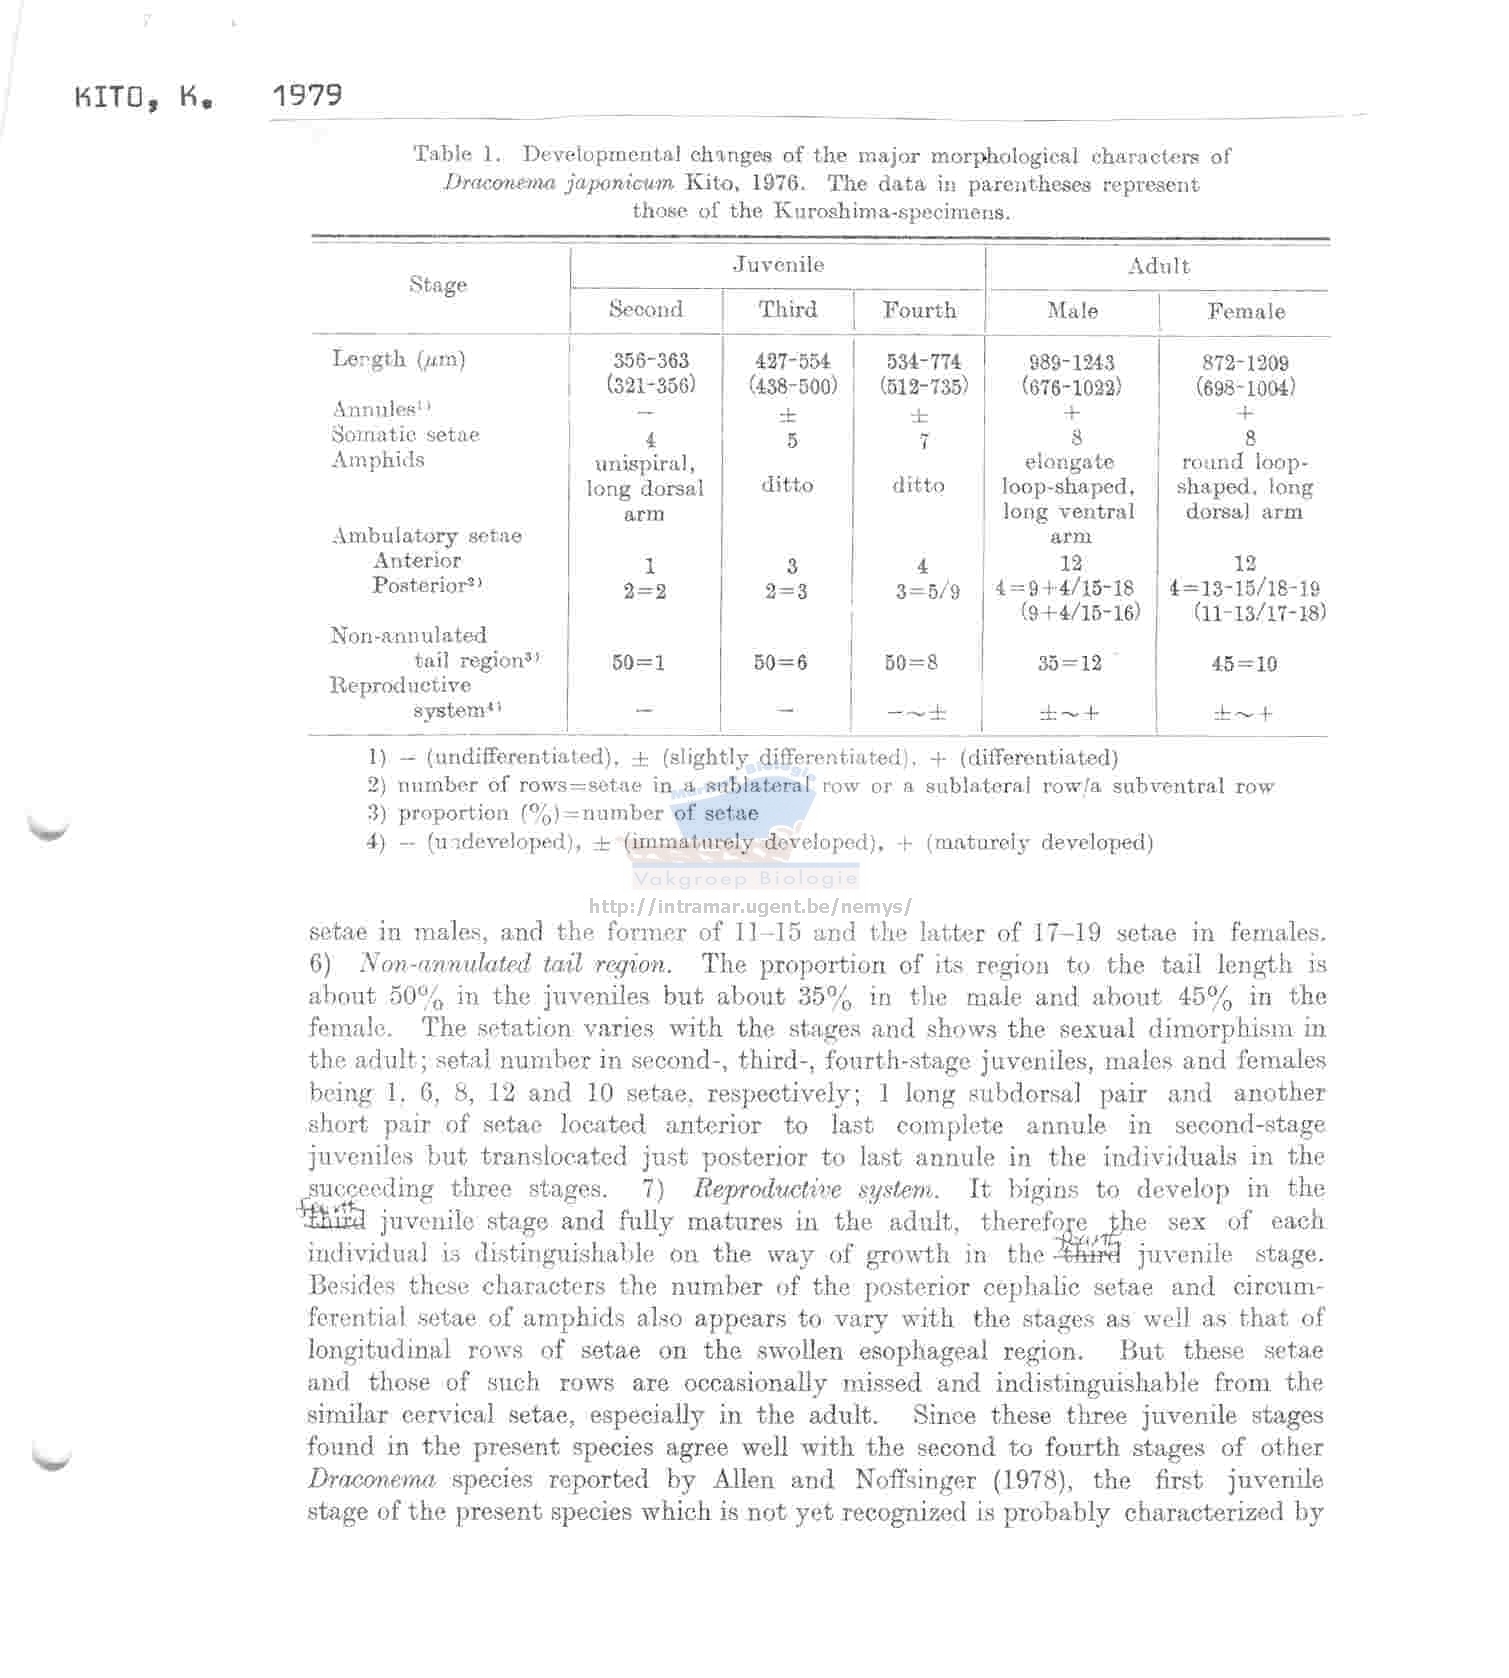 KITO, K. 1979
Table 1. Developmental changes of the major morphological characters of
Draconema japonicum Kito, 1976. The data in parentheses represent
those of the Kuroshima-specimens.
Stage Juvenile Adult
Second Third Fourth Male Female
Length (μm) 356-363 427-554 534-774 989-1243 872-1209
(321-356) (438-500) (512-735) (676-1022) (698-1004)
Annules1) − ± ± + +
Somatic setae 4 5 7 8 8
Amphids unispiral, ditto ditto elongate round loop-
long dorsal loop-shaped, shaped, long
arm long ventral dorsal arm
Ambulatory setae arm
Anterior 1 3 4 12 12
Posterior2) 2=2 2=3 3=5/9 4=9+4/15-18 4=13-15/18-19
(9+4/15-16) (11-13/17-18)
Non-annulated
tail region3) 50=1 50=6 50=8 35=12 45=10
Reproductive
system4) − − −~± ±~+ ±~+
1) − (undifferentiated), ± (slightly differentiated), + (differentiated)
2) number of rows=setae in a sublateral row or a sublateral row/a subventral row
3) proportion (%)=number of setae
4) − (undeveloped), ± (immaturely developed), + (maturely developed)
Mariene Biologie
Vakgroep Biologie
http://intramar.ugent.be/nemys/
setae in males, and the former of 11-15 and the latter of 17-19 setae in females.
6) Non-annulated tail region. The proportion of its region to the tail length is
about 50% in the juveniles but about 35% in the male and about 45% in the
female. The setation varies with the stages and shows the sexual dimorphism in
the adult; setal number in second-, third-, fourth-stage juveniles, males and females
being 1, 6, 8, 12 and 10 setae, respectively; 1 long subdorsal pair and another
short pair of setae located anterior to last complete annule in second-stage
juveniles but translocated just posterior to last annule in the individuals in the
succeeding three stages. 7) Reproductive system. It bigins to develop in the
fourth
third juvenile stage and fully matures in the adult, therefore the sex of each
fourth
individual is distinguishable on the way of growth in the third juvenile stage.
Besides these characters the number of the posterior cephalic setae and circum-
ferential setae of amphids also appears to vary with the stages as well as that of
longitudinal rows of setae on the swollen esophageal region. But these setae
and those of such rows are occasionally missed and indistinguishable from the
similar cervical setae, especially in the adult. Since these three juvenile stages
found in the present species agree well with the second to fourth stages of other
Draconema species reported by Allen and Noffsinger (1978), the first juvenile
stage of the present species which is not yet recognized is probably characterized by